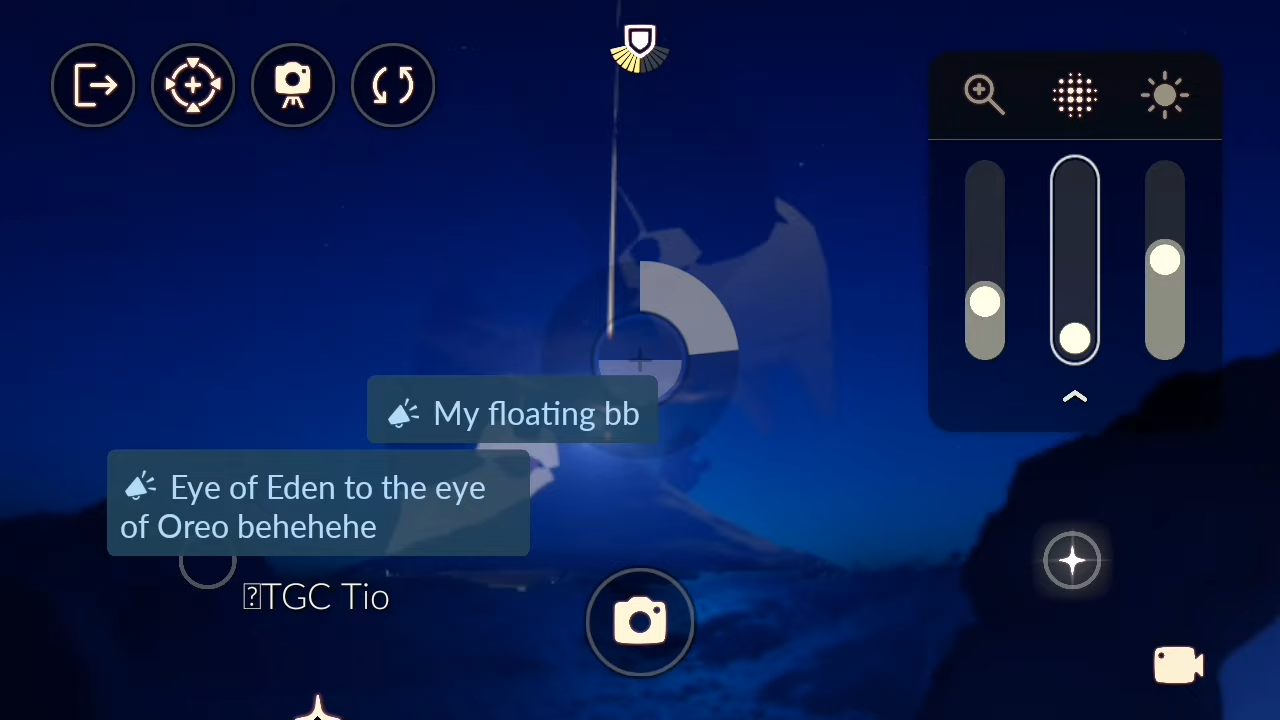 My floating bb
Eye of Eden to the eye
of Oreo behehehe
TGC Tio